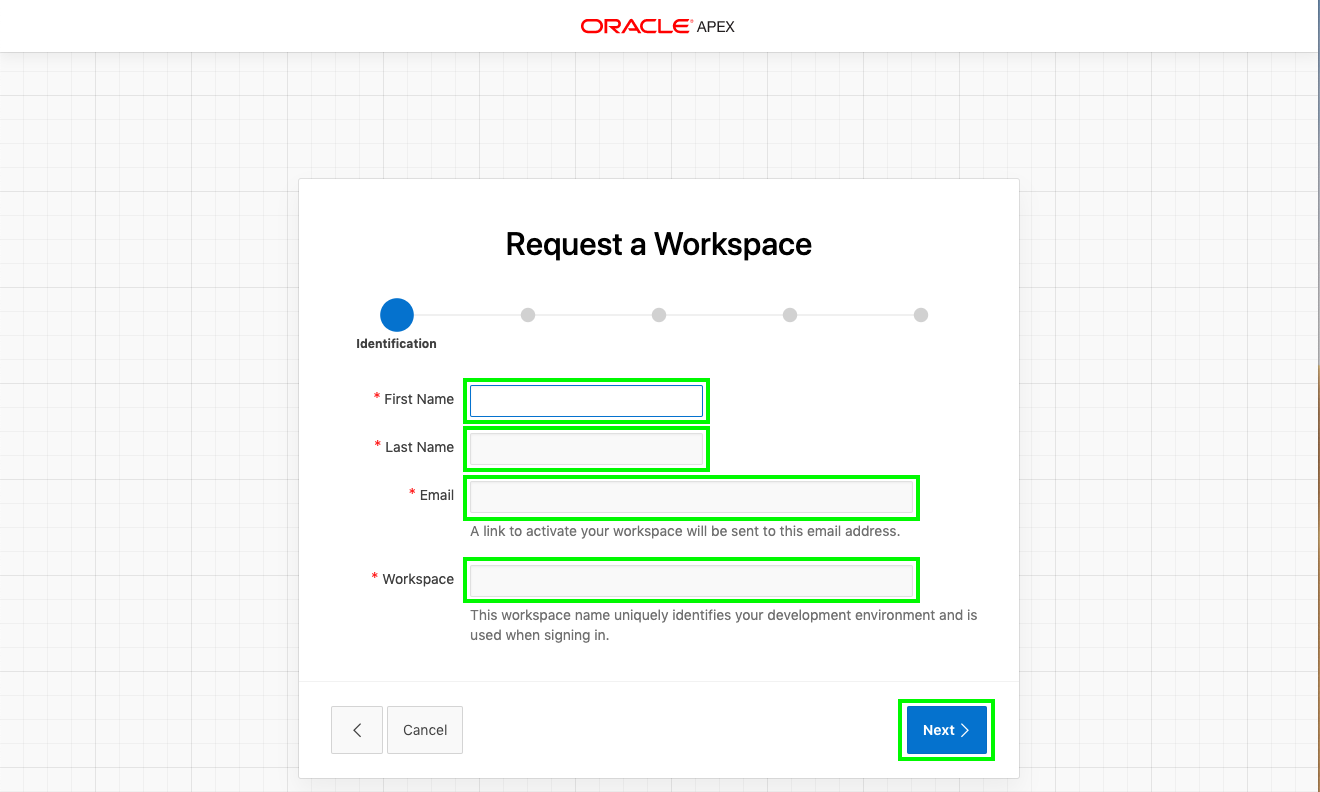 ORACLE APEX
Request a Workspace
Identification
* First Name
* Last Name
* Email
A link to activate your workspace will be sent to this email address.
* Workspace
This workspace name uniquely identifies your development environment and is
used when signing in.
Cancel
Next